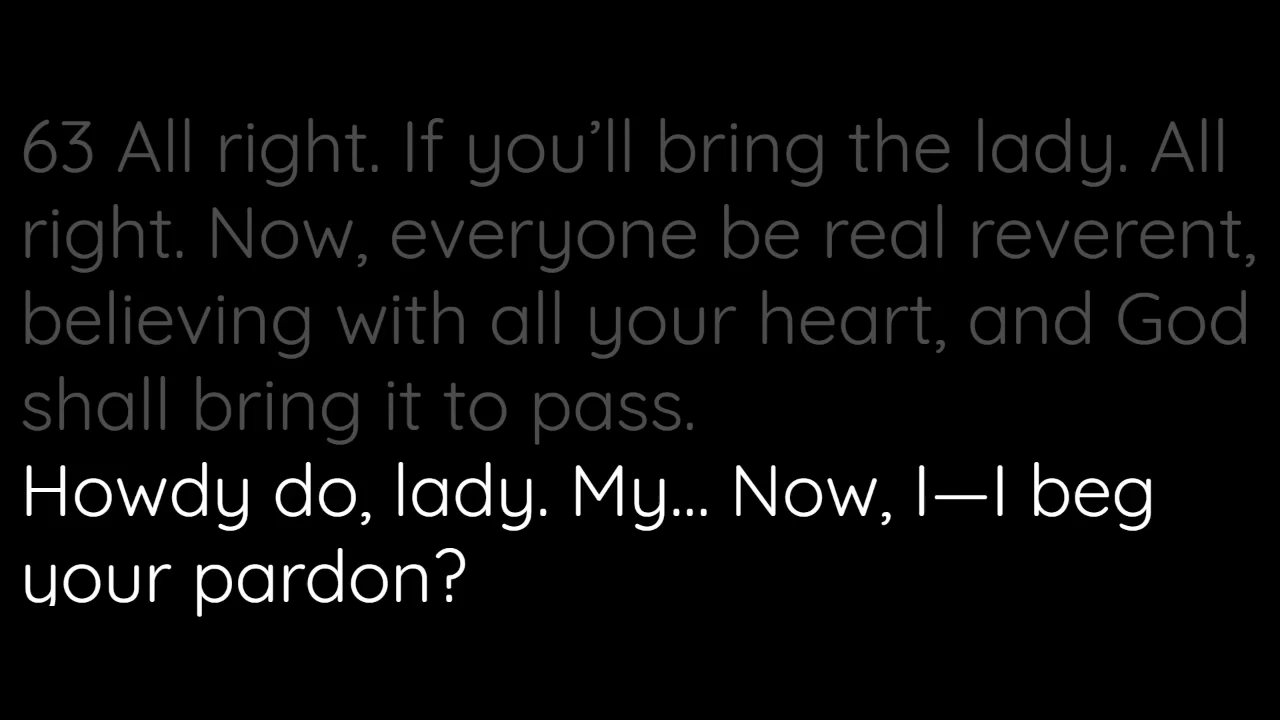 63 All right. If you’ll bring the lady. All
right. Now, everyone be real reverent,
believing with all your heart, and God
shall bring it to pass.
Howdy do, lady. My... Now, I—I beg
your pardon?